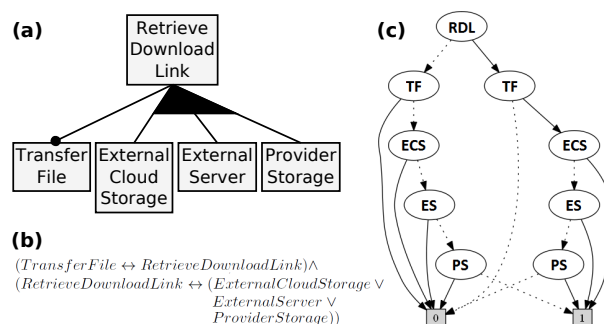 (a)
Retrieve
Download
Link
Transfer
File
External
Cloud
Storage
External
Server
Provider
Storage
(b)
(TransferFile ↔ RetrieveDownloadLink)∧
(RetrieveDownloadLink ↔ (ExternalCloudStorage ∨
ExternalServer ∨
ProviderStorage))
(c)
RDL
TF
TF
ECS
ECS
ES
ES
PS
PS
0
1